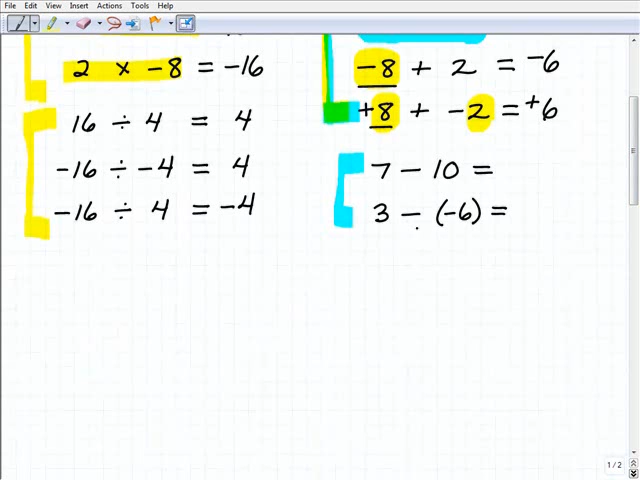 File Edit View Insert Actions Tools Help
2 x -8 = -16
16 ÷ 4 = 4
-16 ÷ -4 = 4
-16 ÷ 4 = -4
-8 + 2 = -6
+8 + -2 = +6
7 - 10 =
3 - (-6) =
1/2